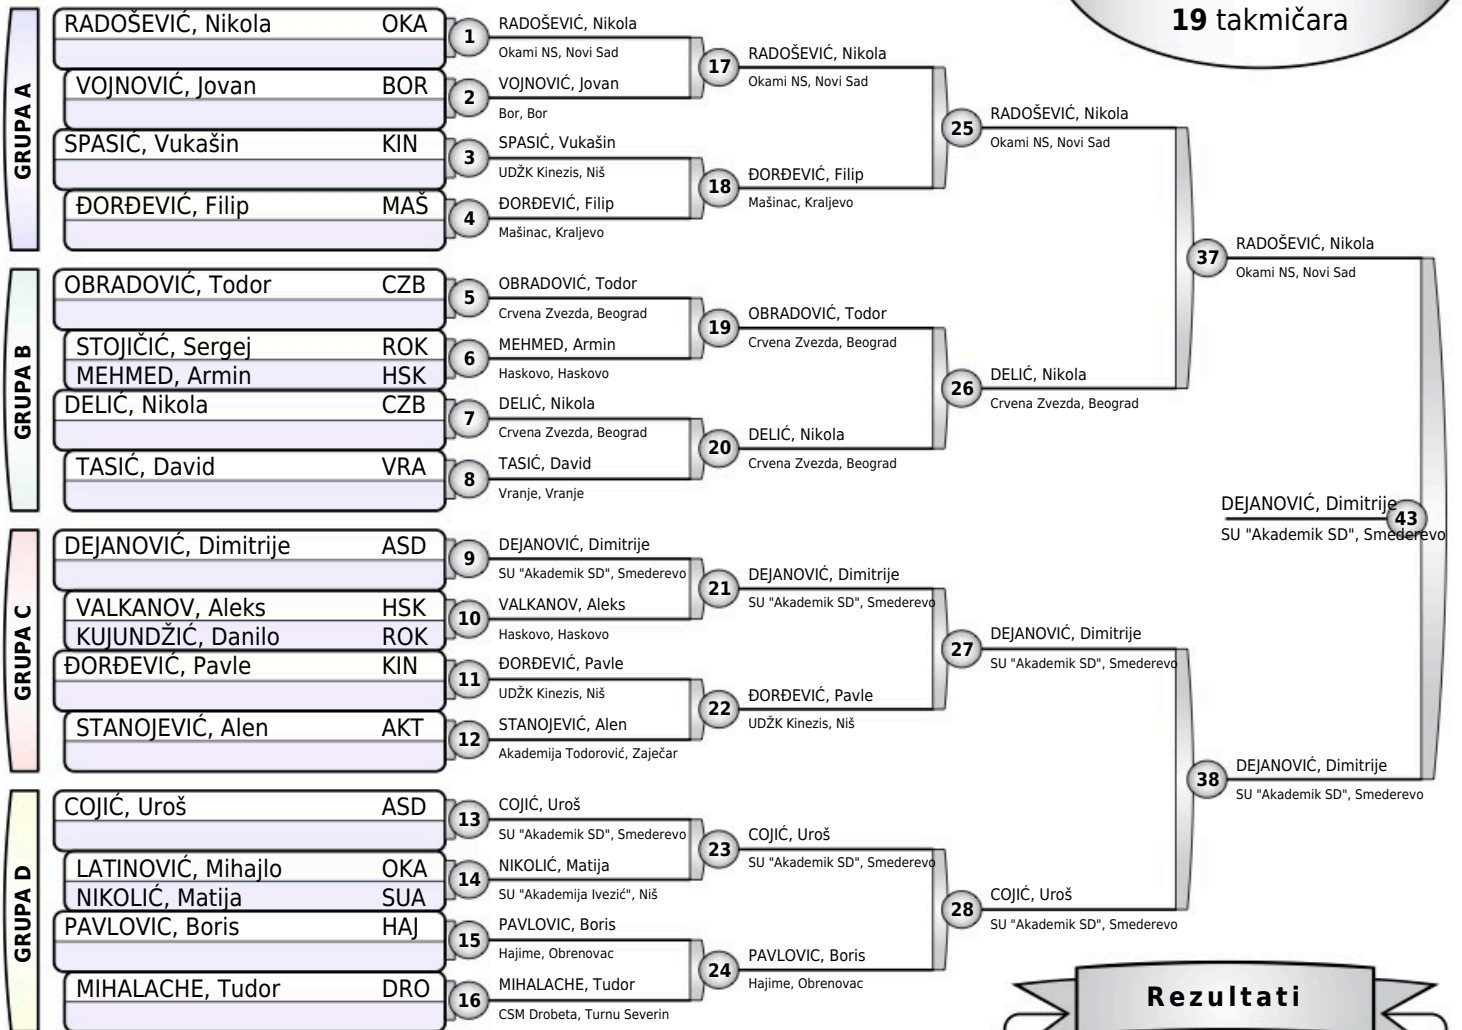 19 takmičara
GRUPA A
RADOŠEVIĆ, Nikola OKA
VOJNOVIĆ, Jovan BOR
SPASIĆ, Vukašin KIN
ĐORĐEVIĆ, Filip MAŠ
GRUPA B
OBRADOVIĆ, Todor CZB
STOJIČIĆ, Sergej ROK
MEHMED, Armin HSK
DELIĆ, Nikola CZB
TASIĆ, David VRA
GRUPA C
DEJANOVIĆ, Dimitrije ASD
VALKANOV, Aleks HSK
KUJUNDŽIĆ, Danilo ROK
ĐORĐEVIĆ, Pavle KIN
STANOJEVIĆ, Alen AKT
GRUPA D
COJIĆ, Uroš ASD
LATINOVIĆ, Mihajlo OKA
NIKOLIĆ, Matija SUA
PAVLOVIC, Boris HAJ
MIHALACHE, Tudor DRO
1
RADOŠEVIĆ, Nikola
Okami NS, Novi Sad
2
VOJNOVIĆ, Jovan
Bor, Bor
3
SPASIĆ, Vukašin
UDŽK Kinezis, Niš
4
ĐORĐEVIĆ, Filip
Mašinac, Kraljevo
5
OBRADOVIĆ, Todor
Crvena Zvezda, Beograd
6
MEHMED, Armin
Haskovo, Haskovo
7
DELIĆ, Nikola
Crvena Zvezda, Beograd
8
TASIĆ, David
Vranje, Vranje
9
DEJANOVIĆ, Dimitrije
SU "Akademik SD", Smederevo
10
VALKANOV, Aleks
Haskovo, Haskovo
11
ĐORĐEVIĆ, Pavle
UDŽK Kinezis, Niš
12
STANOJEVIĆ, Alen
Akademija Todorović, Zaječar
13
COJIĆ, Uroš
SU "Akademik SD", Smederevo
14
NIKOLIĆ, Matija
SU "Akademija Ivezić", Niš
15
PAVLOVIC, Boris
Hajime, Obrenovac
16
MIHALACHE, Tudor
CSM Drobeta, Turnu Severin
17
RADOŠEVIĆ, Nikola
Okami NS, Novi Sad
18
ĐORĐEVIĆ, Filip
Mašinac, Kraljevo
19
OBRADOVIĆ, Todor
Crvena Zvezda, Beograd
20
DELIĆ, Nikola
Crvena Zvezda, Beograd
21
DEJANOVIĆ, Dimitrije
SU "Akademik SD", Smederevo
22
ĐORĐEVIĆ, Pavle
UDŽK Kinezis, Niš
23
COJIĆ, Uroš
SU "Akademik SD", Smederevo
24
PAVLOVIC, Boris
Hajime, Obrenovac
25
RADOŠEVIĆ, Nikola
Okami NS, Novi Sad
26
DELIĆ, Nikola
Crvena Zvezda, Beograd
27
DEJANOVIĆ, Dimitrije
SU "Akademik SD", Smederevo
28
COJIĆ, Uroš
SU "Akademik SD", Smederevo
37
RADOŠEVIĆ, Nikola
Okami NS, Novi Sad
38
DEJANOVIĆ, Dimitrije
SU "Akademik SD", Smederevo
43
DEJANOVIĆ, Dimitrije
SU "Akademik SD", Smederevo
Rezultati